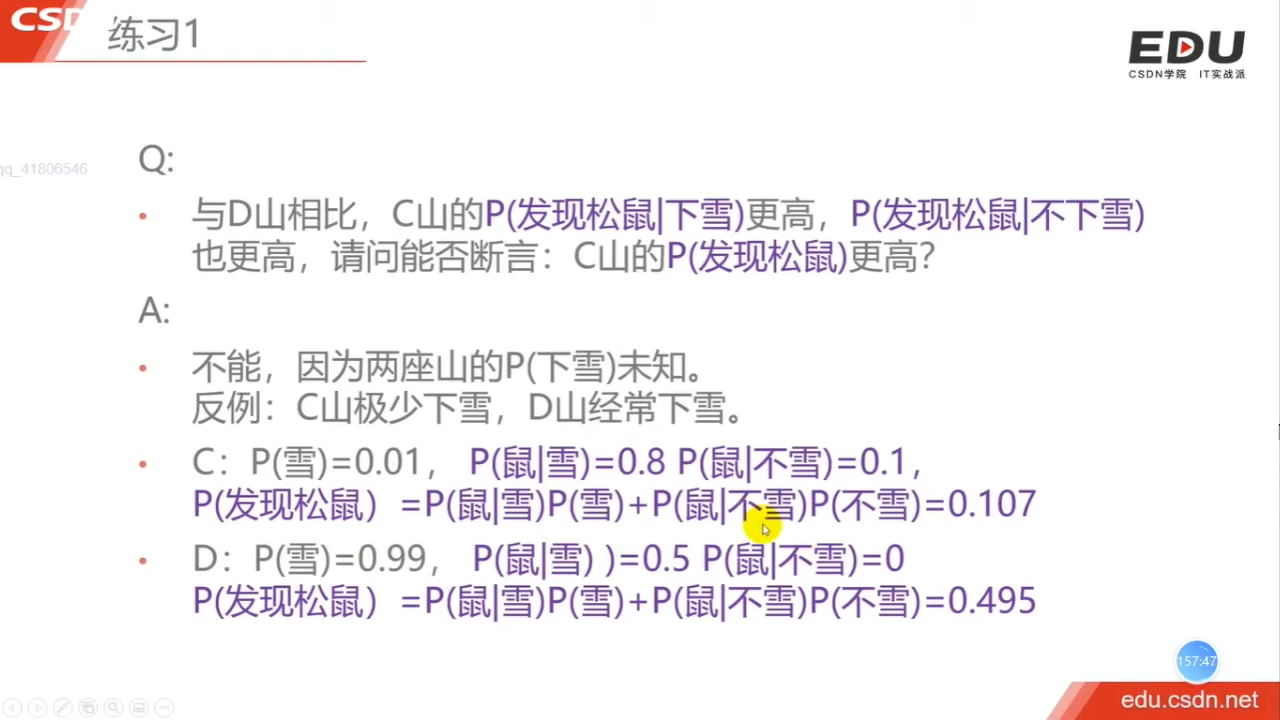 CSD
练习1
EDU
CSDN学院 IT实战派
qq_41806546
Q:
• 与D山相比，C山的P(发现松鼠|下雪)更高，P(发现松鼠|不下雪)
也更高，请问能否断言：C山的P(发现松鼠)更高?
A:
• 不能，因为两座山的P(下雪)未知。
反例：C山极少下雪，D山经常下雪。
• C：P(雪)=0.01， P(鼠|雪)=0.8 P(鼠|不雪)=0.1，
P(发现松鼠）=P(鼠|雪)P(雪)+P(鼠|不雪)P(不雪)=0.107
• D：P(雪)=0.99， P(鼠|雪) )=0.5 P(鼠|不雪)=0
P(发现松鼠）=P(鼠|雪)P(雪)+P(鼠|不雪)P(不雪)=0.495
157:47
edu.csdn.net